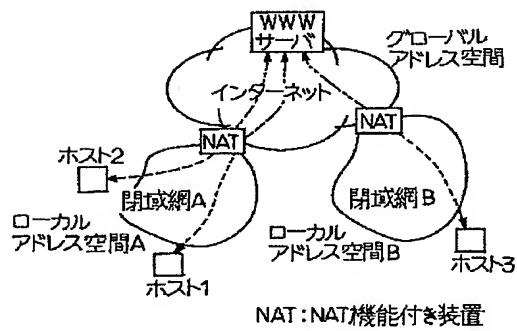 WWW
サーバ
グローバル
アドレス空間
インターネット
NAT
NAT
ホスト2
閉域網A
閉域網B
ローカル
アドレス空間A
ローカル
アドレス空間B
ホスト1
ホスト3
NAT:NAT機能付き装置